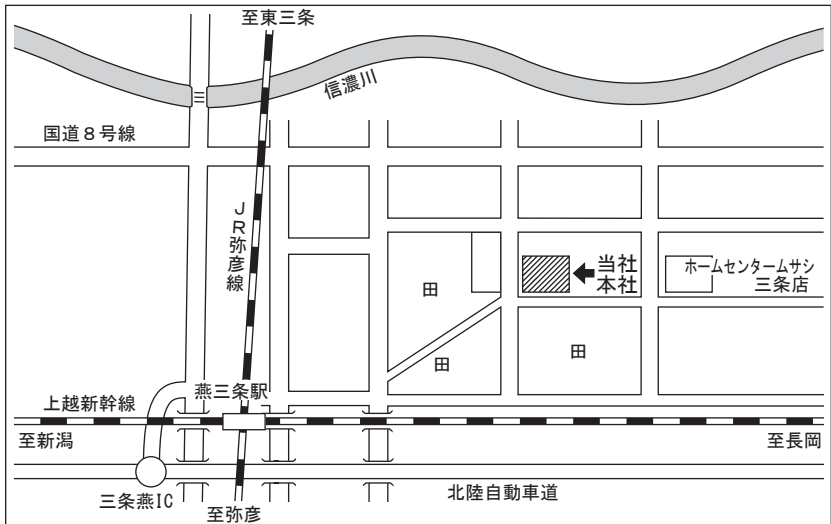 至東三条
信濃川
国道８号線
ＪＲ弥彦線
当社
本社
ホームセンタームサシ
三条店
田
田
田
燕三条駅
上越新幹線
至新潟
至長岡
三条燕IC
北陸自動車道
至弥彦